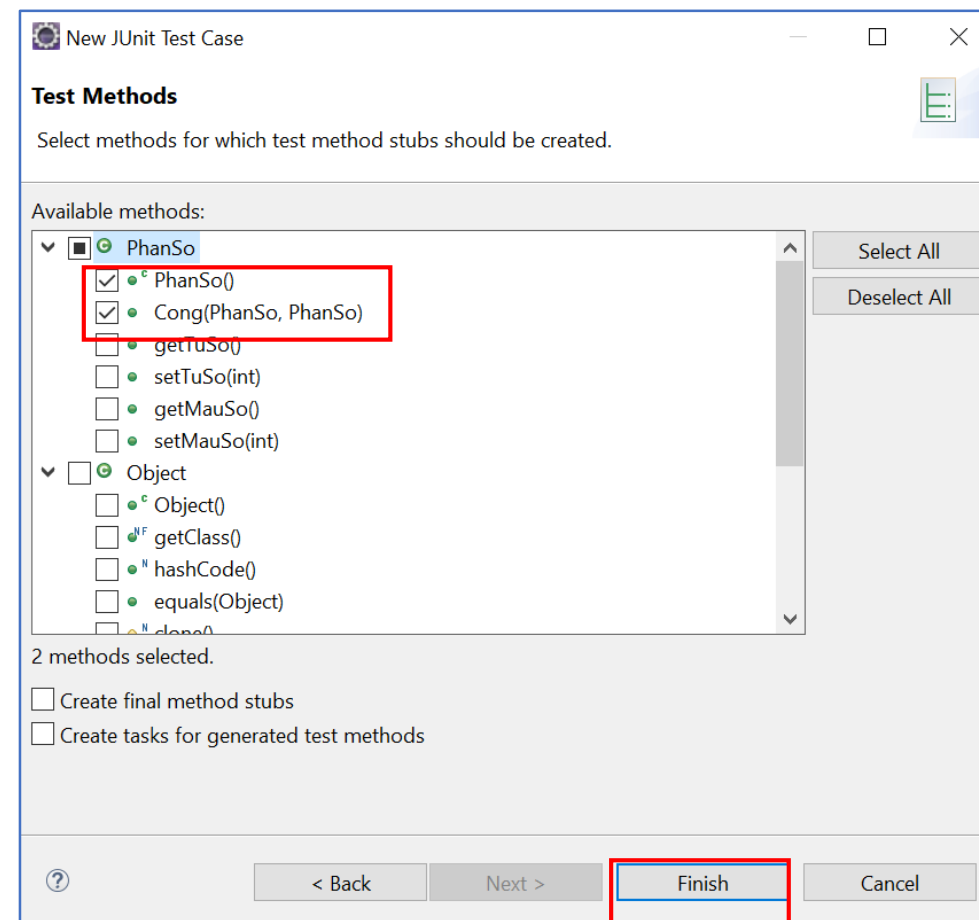 New JUnit Test Case
Test Methods
Select methods for which test method stubs should be created.
Available methods:
PhanSo
PhanSo()
Cong(PhanSo, PhanSo)
getTuSo()
setTuSo(int)
getMauSo()
setMauSo(int)
Object
Object()
getClass()
hashCode()
equals(Object)
clone()
Select All
Deselect All
2 methods selected.
Create final method stubs
Create tasks for generated test methods
< Back Next > Finish Cancel